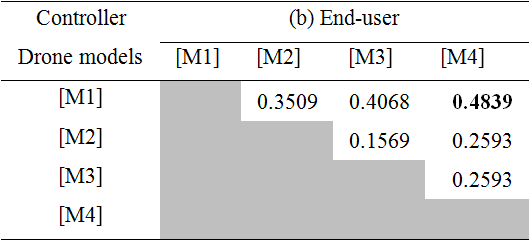 Controller (b) End-user
Drone models [M1] [M2] [M3] [M4]
[M1] 0.3509 0.4068 0.4839
[M2] 0.1569 0.2593
[M3] 0.2593
[M4]